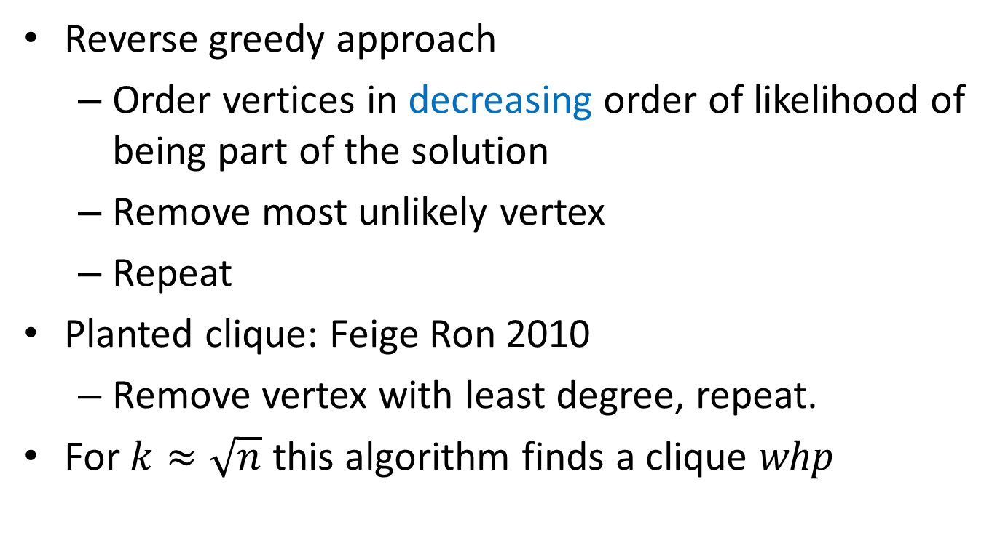 • Reverse greedy approach
– Order vertices in decreasing order of likelihood of
being part of the solution
– Remove most unlikely vertex
– Repeat
• Planted clique: Feige Ron 2010
– Remove vertex with least degree, repeat.
• For k ≈ √n this algorithm finds a clique whp